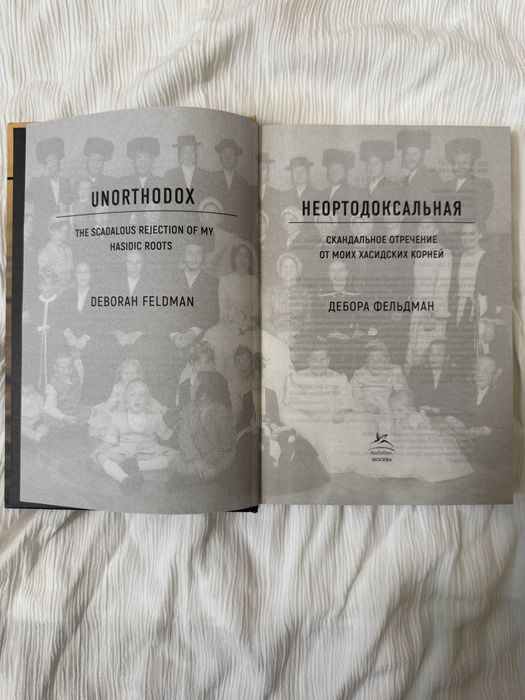 UNORTHODOX
THE SCADALOUS REJECTION OF MY
HASIDIC ROOTS
DEBORAH FELDMAN
НЕОРТОДОКСАЛЬНАЯ
СКАНДАЛЬНОЕ ОТРЕЧЕНИЕ
ОТ МОИХ ХАСИДСКИХ КОРНЕЙ
ДЕБОРА ФЕЛЬДМАН
КоЛибри
МОСКВА